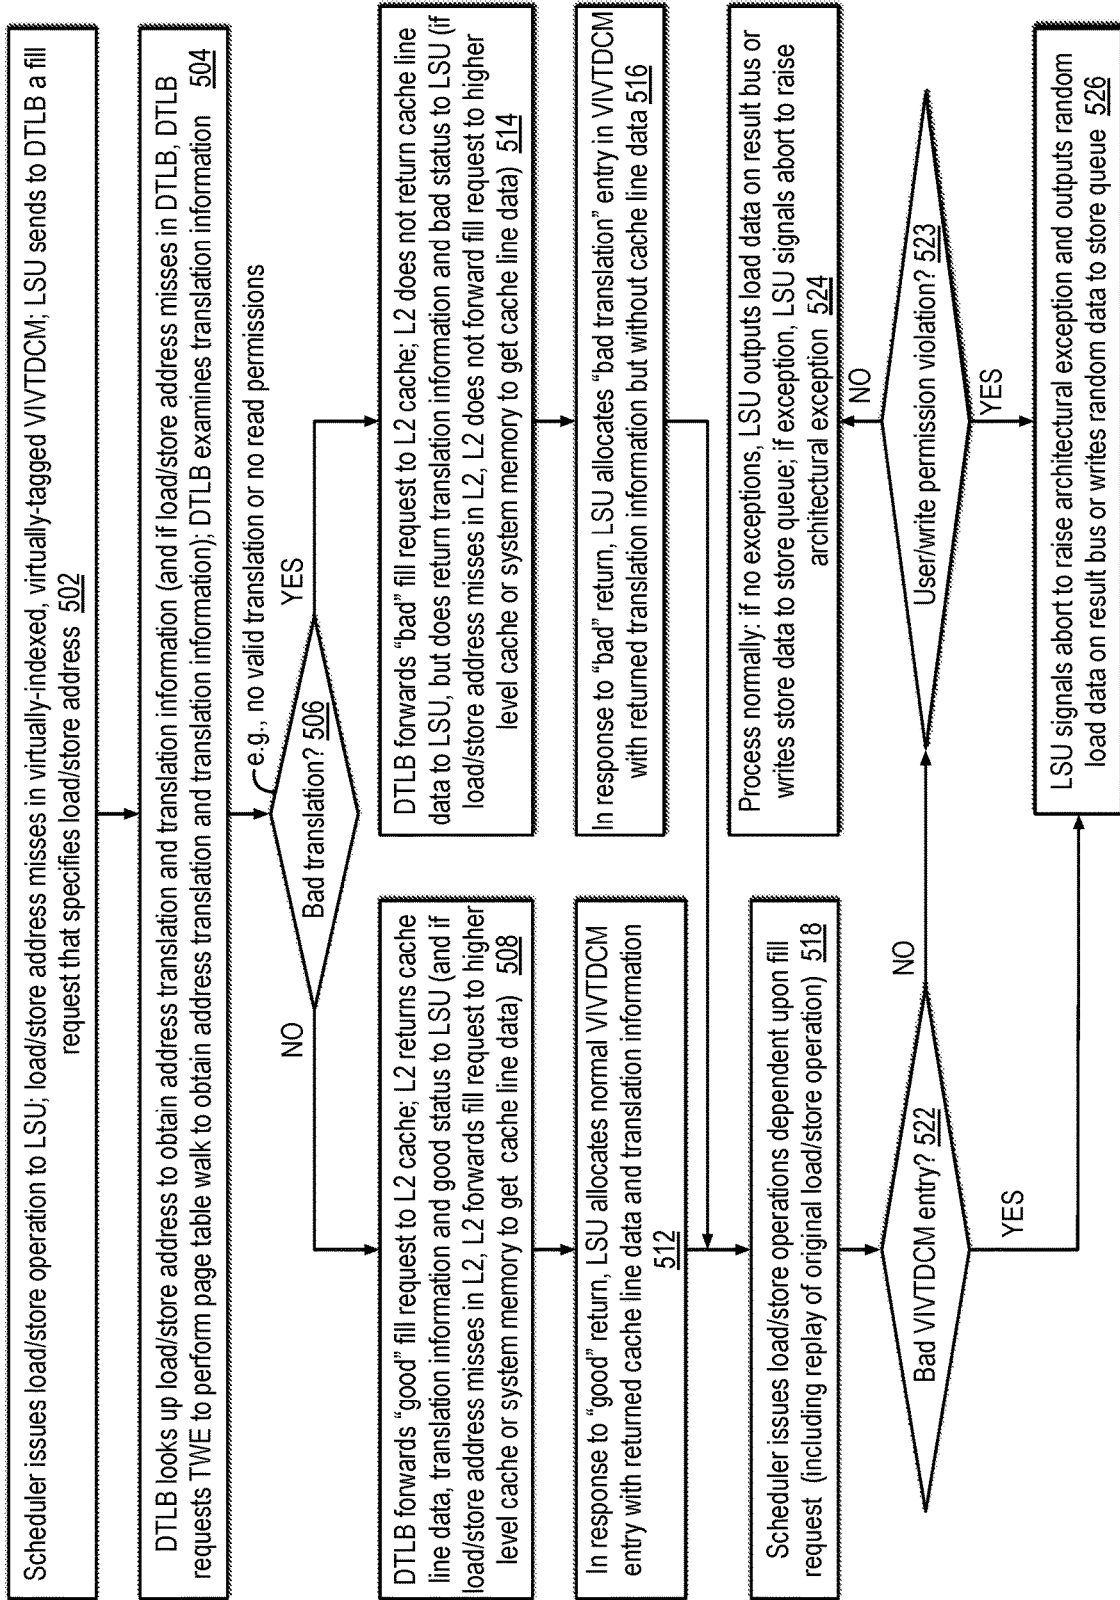 Scheduler issues load/store operation to LSU; load/store address misses in virtually-indexed, virtually-tagged VIVTDCM; LSU sends to DTLB a fill
request that specifies load/store address 502
DTLB looks up load/store address to obtain address translation and translation information (and if load/store address misses in DTLB, DTLB
requests TWE to perform page table walk to obtain address translation and translation information); DTLB examines translation information 504
e.g., no valid translation or no read permissions
Bad translation? 506
NO
YES
DTLB forwards “good” fill request to L2 cache; L2 returns cache
line data, translation information and good status to LSU (and if
load/store address misses in L2, L2 forwards fill request to higher
level cache or system memory to get cache line data) 508
DTLB forwards “bad” fill request to L2 cache; L2 does not return cache line
data to LSU, but does return translation information and bad status to LSU (if
load/store address misses in L2, L2 does not forward fill request to higher
level cache or system memory to get cache line data) 514
In response to “good” return, LSU allocates normal VIVTDCM
entry with returned cache line data and translation information
512
In response to “bad” return, LSU allocates “bad translation” entry in VIVTDCM
with returned translation information but without cache line data 516
Scheduler issues load/store operations dependent upon fill
request (including replay of original load/store operation) 518
Process normally: if no exceptions, LSU outputs load data on result bus or
writes store data to store queue; if exception, LSU signals abort to raise
architectural exception 524
Bad VIVTDCM entry? 522
NO
YES
User/write permission violation? 523
NO
YES
LSU signals abort to raise architectural exception and outputs random
load data on result bus or writes random data to store queue 526